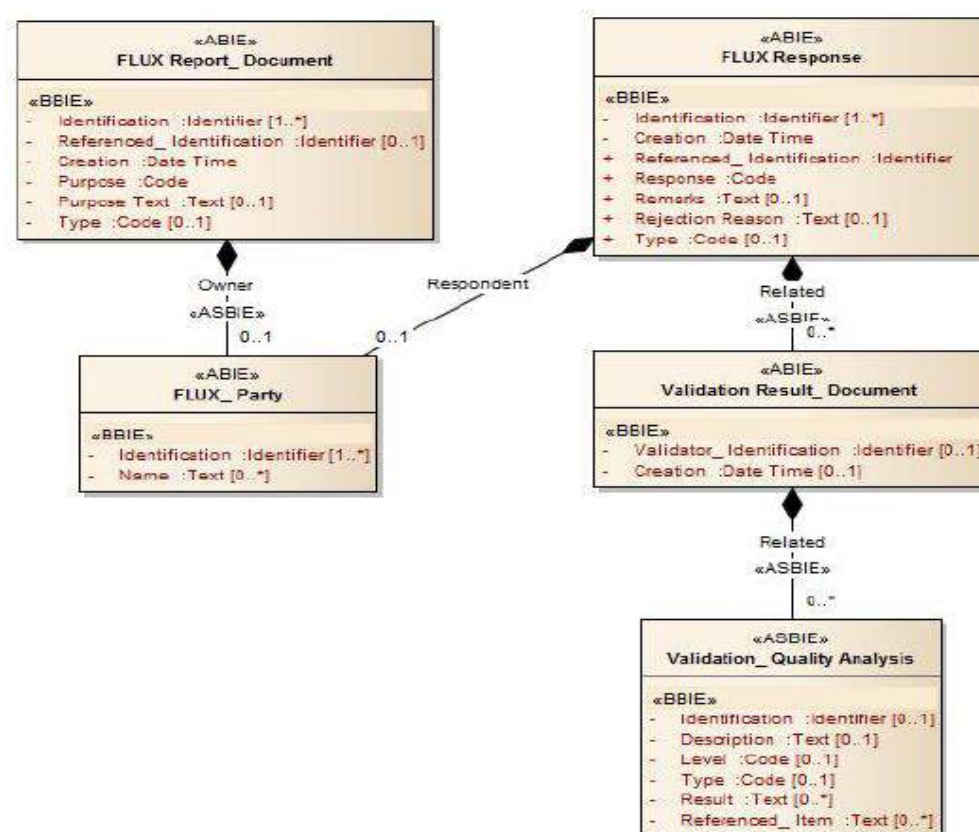 «ABIE»
FLUX Report_ Document
«BBIE»
- Identification :Identifier [1..*]
- Referenced_ Identification :Identifier [0..1]
- Creation :Date Time
- Purpose :Code
- Purpose Text :Text [0..1]
- Type :Code [0..1]
«ABIE»
FLUX Response
«BBIE»
- Identification :Identifier [1..*]
- Creation :Date Time
+ Referenced_ Identification :Identifier
+ Response :Code
+ Remarks :Text [0..1]
+ Rejection Reason :Text [0..1]
+ Type :Code [0..1]
Owner
«ASBIE»
0..1
Respondent
0..1
Related
«ASBIE»
0..*
«ABIE»
FLUX_ Party
«BBIE»
- Identification :Identifier [1..*]
- Name :Text [0..*]
«ABIE»
Validation Result_ Document
«BBIE»
- Validator_ Identification :Identifier [0..1]
- Creation :Date Time [0..1]
Related
«ASBIE»
0..*
«ASBIE»
Validation_ Quality Analysis
«BBIE»
- Identification :Identifier [0..1]
- Description :Text [0..1]
- Level :Code [0..1]
- Type :Code [0..1]
- Result :Text [0..*]
- Referenced_ Item :Text [0..*]